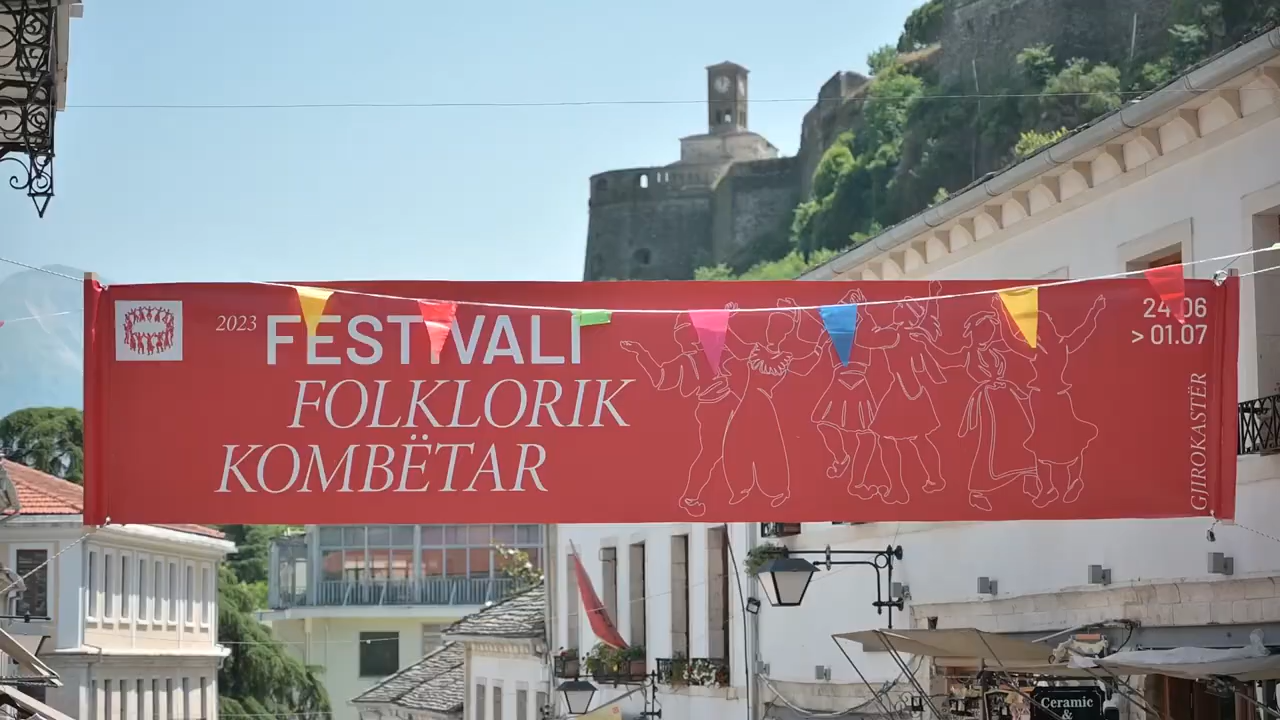 2023 FESTIVALI
FOLKLORIK
KOMBËTAR
24.06
> 01.07
GJIROKASTËR
Ceramic
&